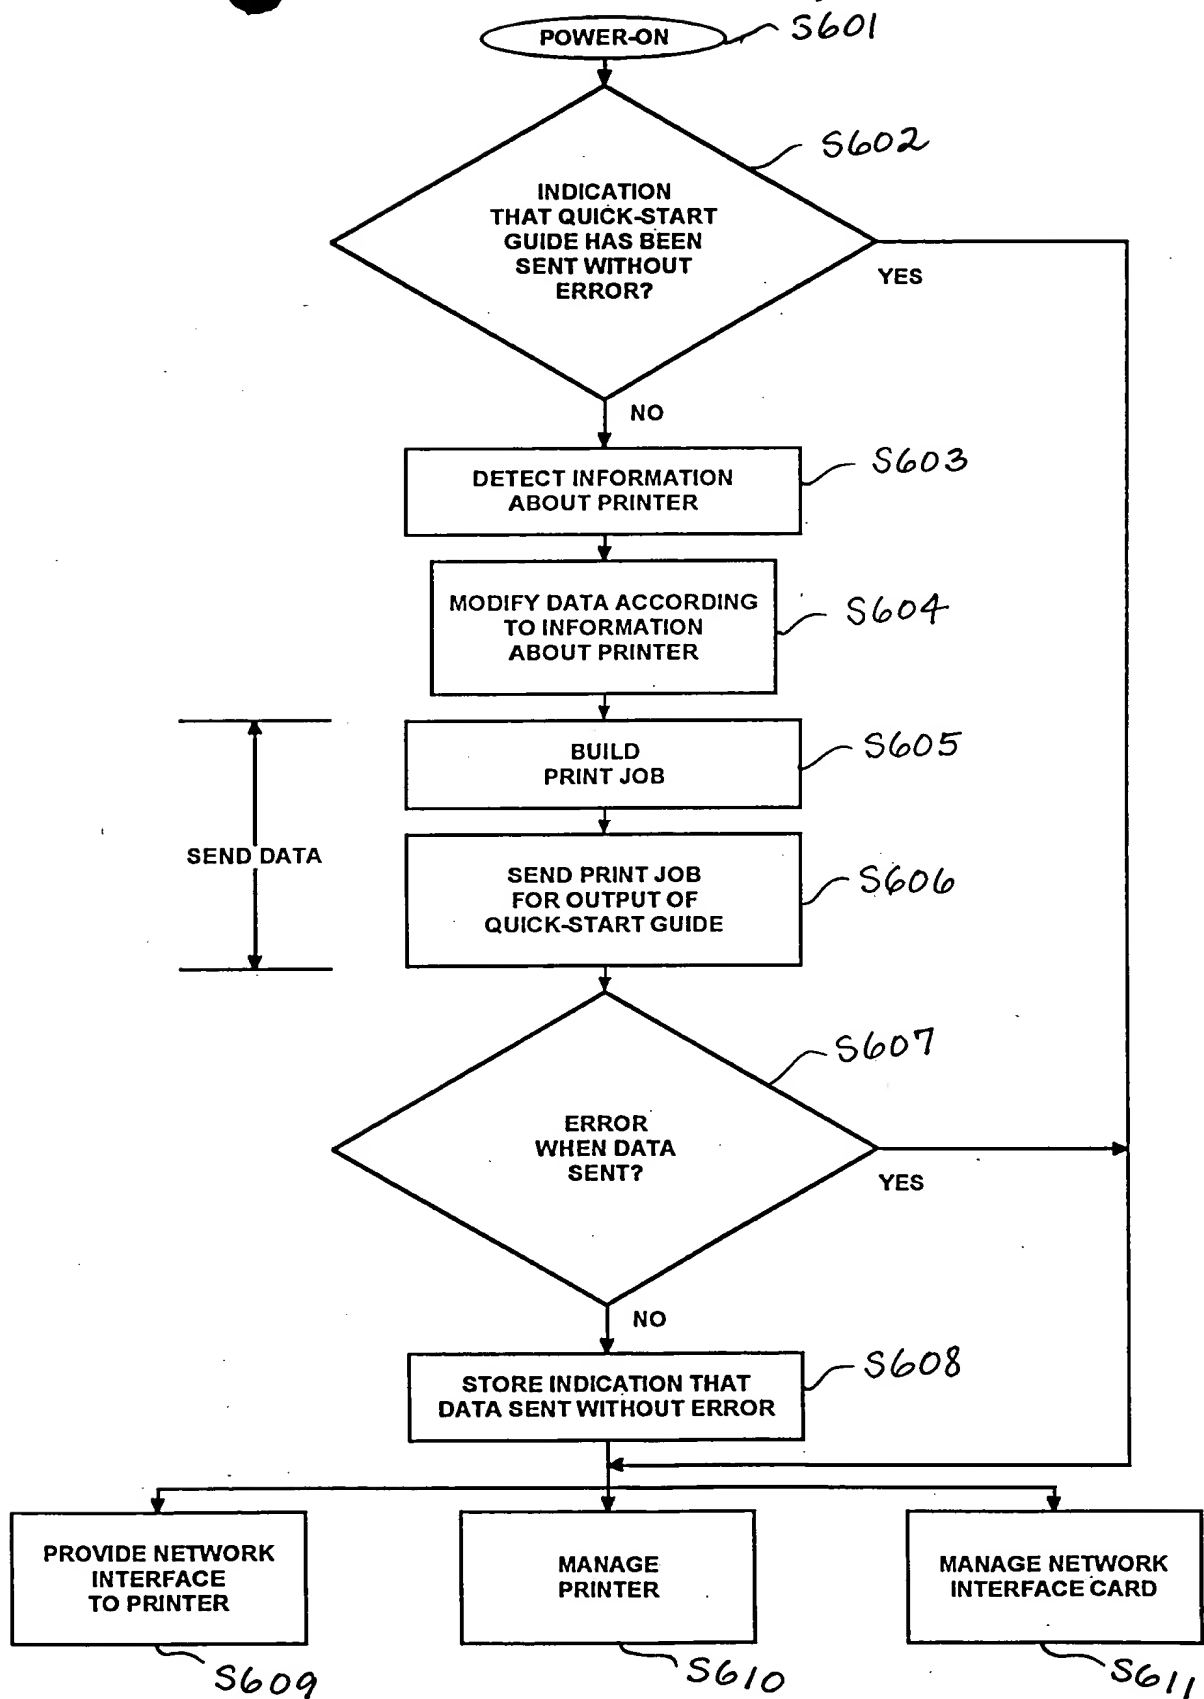 POWER-ON
S601
S602
INDICATION
THAT QUICK-START
GUIDE HAS BEEN
SENT WITHOUT
ERROR?
YES
NO
S603
DETECT INFORMATION
ABOUT PRINTER
MODIFY DATA ACCORDING
TO INFORMATION
ABOUT PRINTER
S604
BUILD
PRINT JOB
S605
SEND DATA
SEND PRINT JOB
FOR OUTPUT OF
QUICK-START GUIDE
S606
S607
ERROR
WHEN DATA
SENT?
YES
NO
S608
STORE INDICATION THAT
DATA SENT WITHOUT ERROR
PROVIDE NETWORK
INTERFACE
TO PRINTER
MANAGE
PRINTER
MANAGE NETWORK
INTERFACE CARD
S609
S610
S611